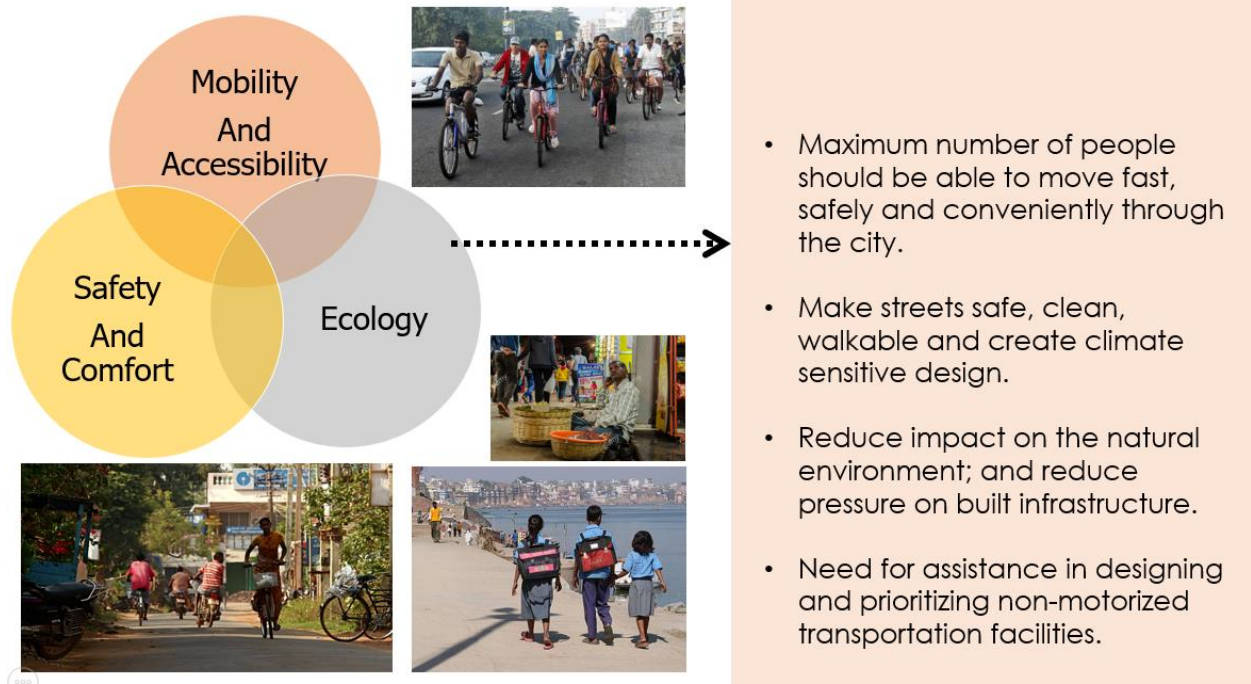 Mobility
And
Accessibility
Safety
And
Comfort
Ecology
• Maximum number of people
should be able to move fast,
safely and conveniently through
the city.
• Make streets safe, clean,
walkable and create climate
sensitive design.
• Reduce impact on the natural
environment; and reduce
pressure on built infrastructure.
• Need for assistance in designing
and prioritizing non-motorized
transportation facilities.